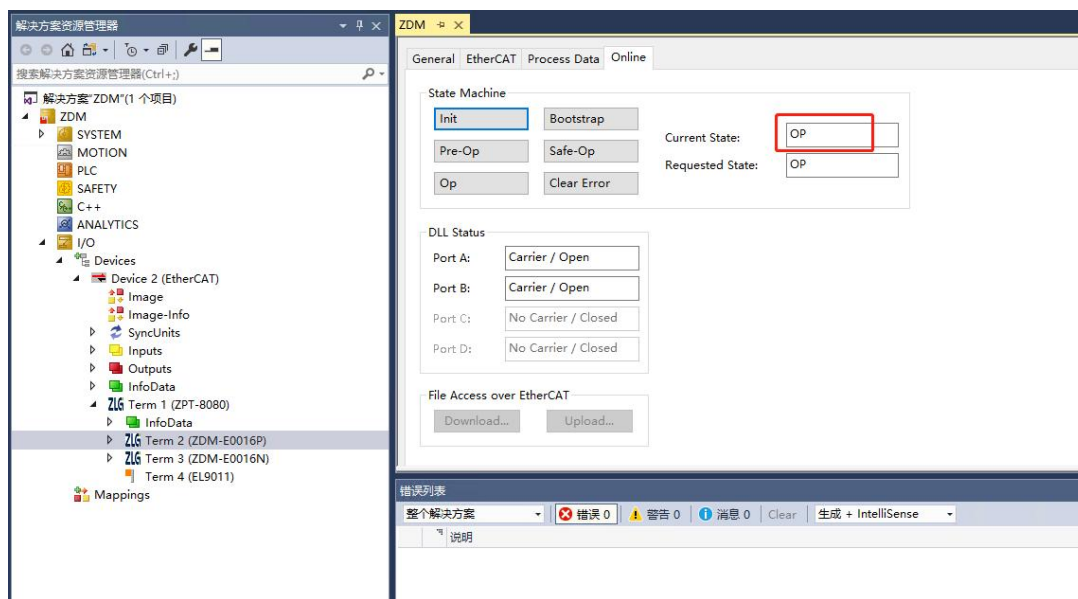 解决方案资源管理器
搜索解决方案资源管理器(Ctrl+;)
解决方案"ZDM"(1 个项目)
ZDM
SYSTEM
MOTION
PLC
SAFETY
C++
ANALYTICS
I/O
Devices
Device 2 (EtherCAT)
Image
Image-Info
SyncUnits
Inputs
Outputs
InfoData
ZLG Term 1 (ZPT-8080)
InfoData
ZLG Term 2 (ZDM-E0016P)
ZLG Term 3 (ZDM-E0016N)
Term 4 (EL9011)
Mappings
ZDM
General EtherCAT Process Data Online
State Machine
Init Bootstrap
Pre-Op Safe-Op
Op Clear Error
Current State: OP
Requested State: OP
DLL Status
Port A: Carrier / Open
Port B: Carrier / Open
Port C: No Carrier / Closed
Port D: No Carrier / Closed
File Access over EtherCAT
Download... Upload...
错误列表
整个解决方案 错误 0 警告 0 消息 0 Clear 生成 + IntelliSense
说明